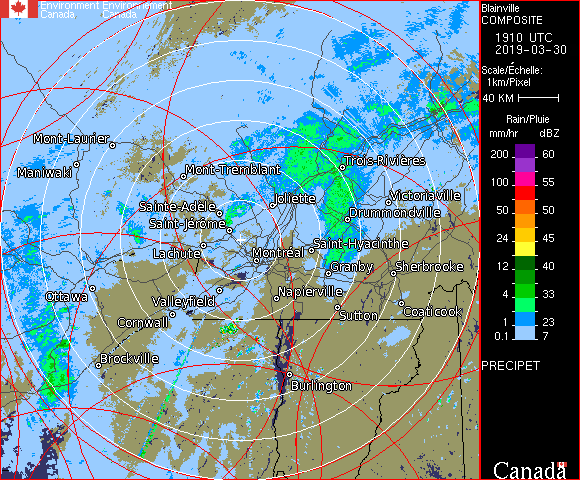 Environment Environnement
Canada Canada
Blainville
COMPOSITE
1910 UTC
2019-03-30
Scale/Échelle:
1km/Pixel
40 KM
Rain/Pluie
mm/hr dBZ
200 60
100 55
50 50
24 45
12 40
4 33
1 23
0.1 7
PRECIPET
Canada
Mont-Laurier
Maniwaki
Mont-Tremblant
Trois-Rivières
Sainte-Adèle
Joliette
Victoriaville
Saint-Jérôme
Drummondville
Lachute
Montréal
Saint-Hyacinthe
Granby
Sherbrooke
Ottawa
Valleyfield
Napierville
Cornwall
Sutton
Coaticook
Brockville
Burlington